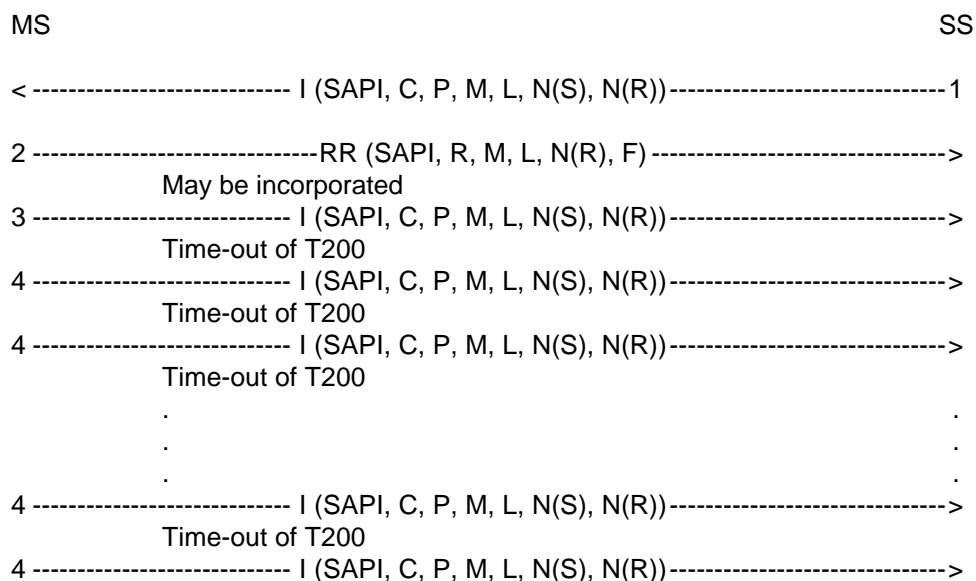 MS SS
< ----------------------------- I (SAPI, C, P, M, L, N(S), N(R))-------------------------------1
2 --------------------------------RR (SAPI, R, M, L, N(R), F) --------------------------------->
May be incorporated
3 ----------------------------- I (SAPI, C, P, M, L, N(S), N(R))------------------------------->
Time-out of T200
4 ----------------------------- I (SAPI, C, P, M, L, N(S), N(R))------------------------------->
Time-out of T200
4 ----------------------------- I (SAPI, C, P, M, L, N(S), N(R))------------------------------->
Time-out of T200
. .
. .
. .
4 ----------------------------- I (SAPI, C, P, M, L, N(S), N(R))------------------------------->
Time-out of T200
4 ----------------------------- I (SAPI, C, P, M, L, N(S), N(R))------------------------------->